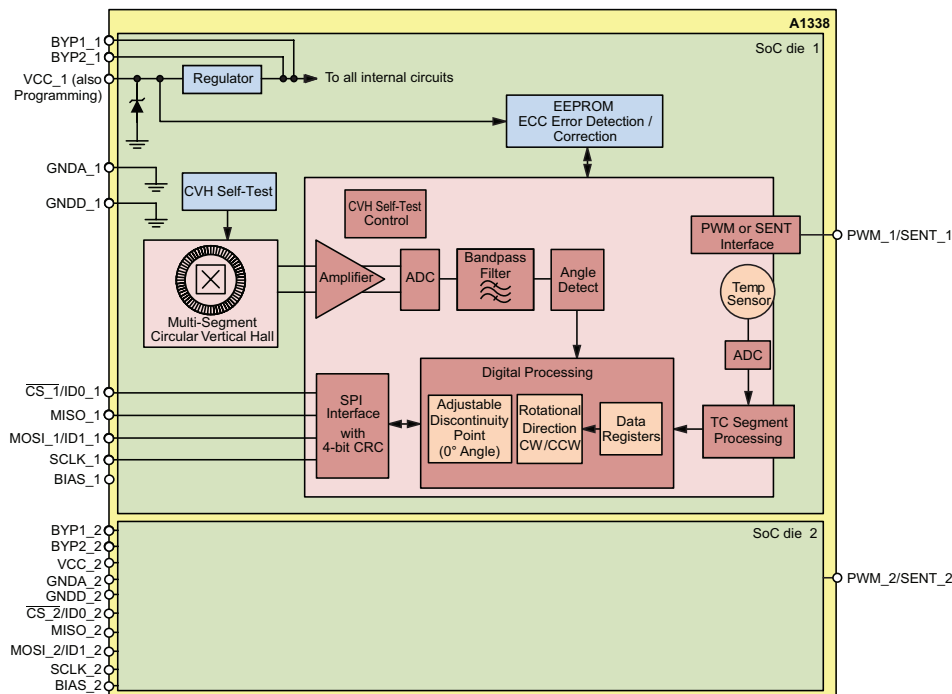 A1338
SoC die 1
BYP1_1
BYP2_1
VCC_1 (also
Programming)
Regulator
To all internal circuits
EEPROM
ECC Error Detection /
Correction
GNDA_1
GNDD_1
CVH Self-Test
CVH Self-Test
Control
PWM or SENT
Interface
PWM_1/SENT_1
Multi-Segment
Circular Vertical Hall
Amplifier
ADC
Bandpass
Filter
Angle
Detect
Temp
Sensor
ADC
CS_1/ID0_1
MISO_1
MOSI_1/ID1_1
SCLK_1
BIAS_1
SPI
Interface
with
4-bit CRC
Digital Processing
Adjustable
Discontinuity
Point
(0° Angle)
Rotational
Direction
CW/CCW
Data
Registers
TC Segment
Processing
SoC die 2
BYP1_2
BYP2_2
VCC_2
GNDA_2
GNDD_2
CS_2/ID0_2
MISO_2
MOSI_2/ID1_2
SCLK_2
BIAS_2
PWM_2/SENT_2